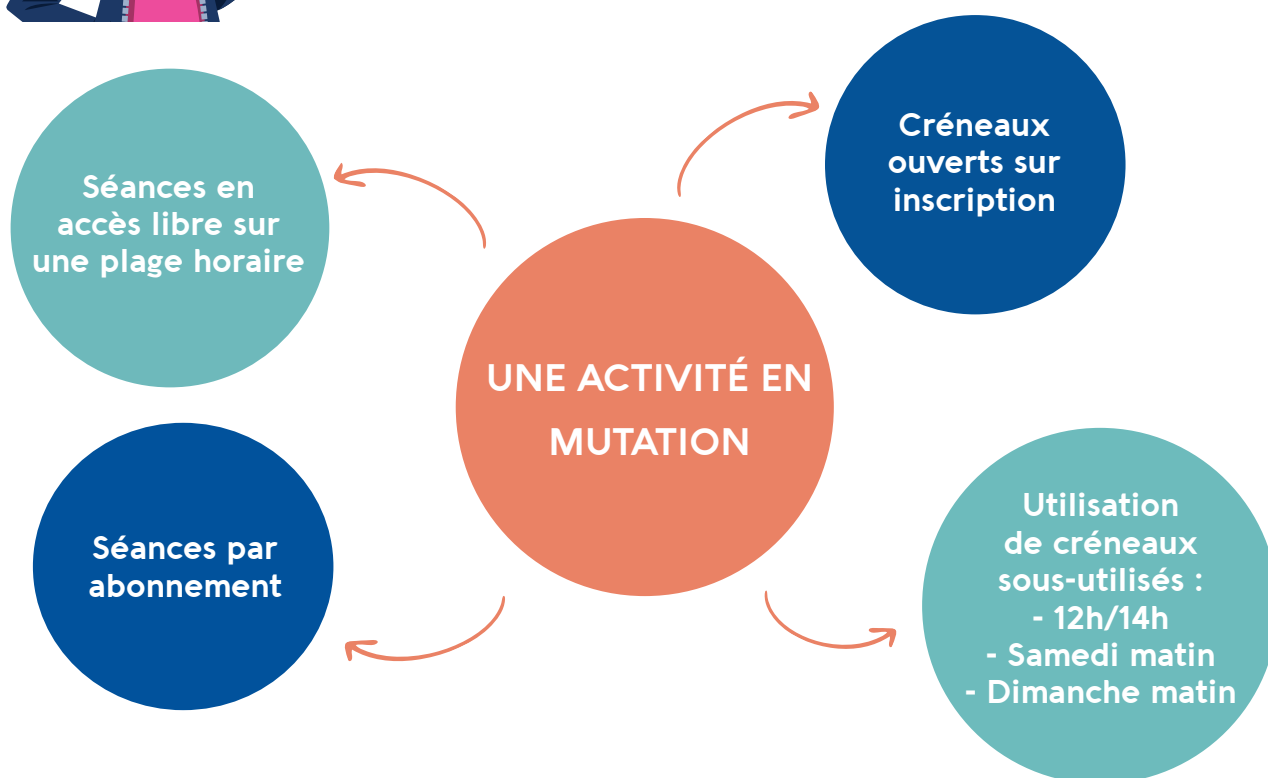 Séances en
accès libre sur
une plage horaire
Créneaux
ouverts sur
inscription
UNE ACTIVITÉ EN
MUTATION
Séances par
abonnement
Utilisation
de créneaux
sous-utilisés :
- 12h/14h
- Samedi matin
- Dimanche matin